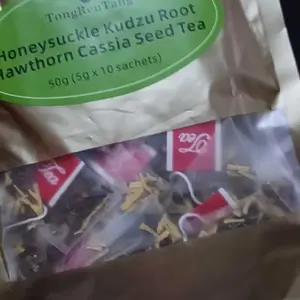 TongRenTang
Honeysuckle Kudzu Root
Hawthorn Cassia Seed Tea
50g (5g x 10 sachets)
Tea
Tea